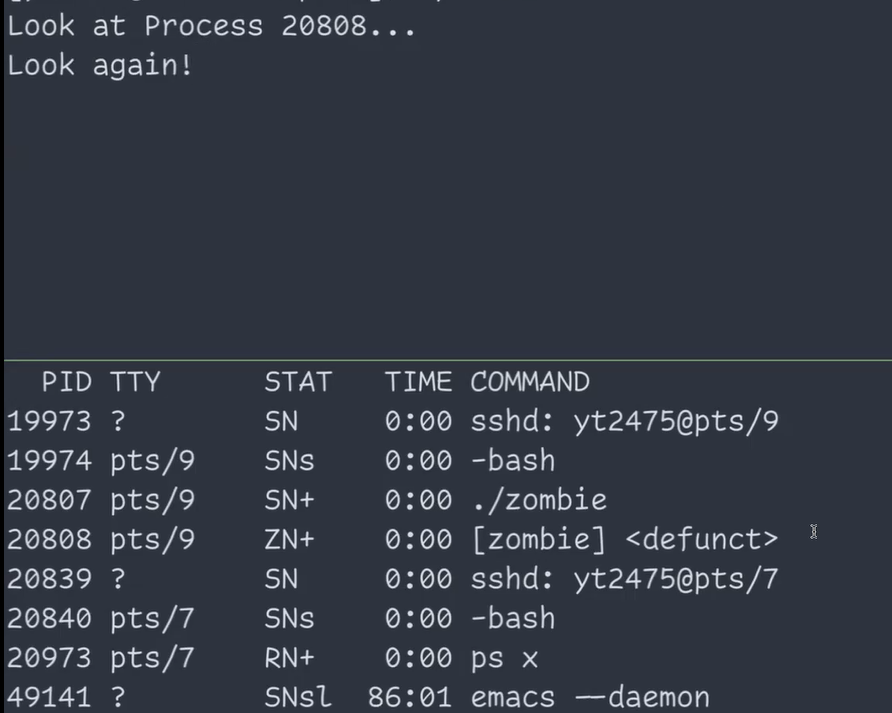 Look at Process 20808...
Look again!
PID TTY STAT TIME COMMAND
19973 ? SN 0:00 sshd: yt2475@pts/9
19974 pts/9 SNs 0:00 -bash
20807 pts/9 SN+ 0:00 ./zombie
20808 pts/9 ZN+ 0:00 [zombie] <defunct>
20839 ? SN 0:00 sshd: yt2475@pts/7
20840 pts/7 SNs 0:00 -bash
20973 pts/7 RN+ 0:00 ps x
49141 ? SNsl 86:01 emacs --daemon